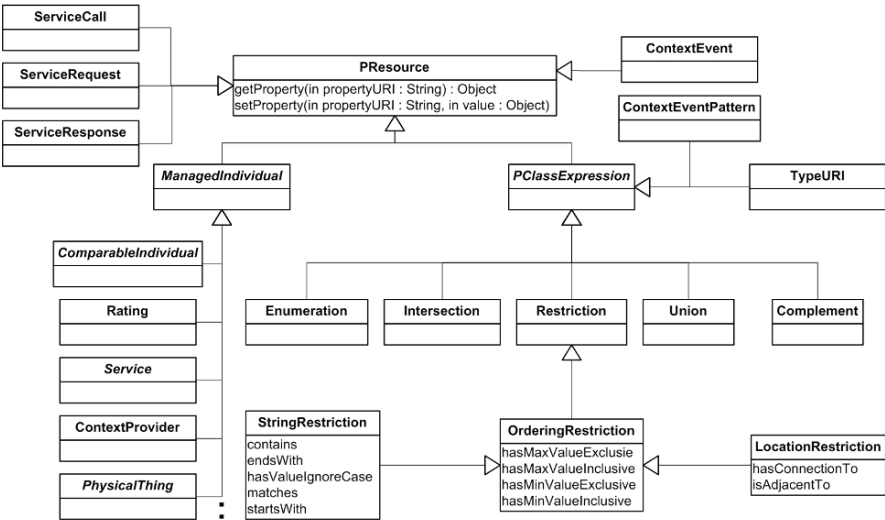 ServiceCall
ServiceRequest
ServiceResponse
PResource
getProperty(in propertyURI : String) : Object
setProperty(in propertyURI : String, in value : Object)
ContextEvent
ContextEventPattern
ManagedIndividual
PClassExpression
TypeURI
ComparableIndividual
Rating
Service
ContextProvider
PhysicalThing
:
Enumeration
Intersection
Restriction
Union
Complement
StringRestriction
contains
endsWith
hasValueIgnoreCase
matches
startsWith
OrderingRestriction
hasMaxValueExclusie
hasMaxValueInclusive
hasMinValueExclusive
hasMinValueInclusive
LocationRestriction
hasConnectionTo
isAdjacentTo